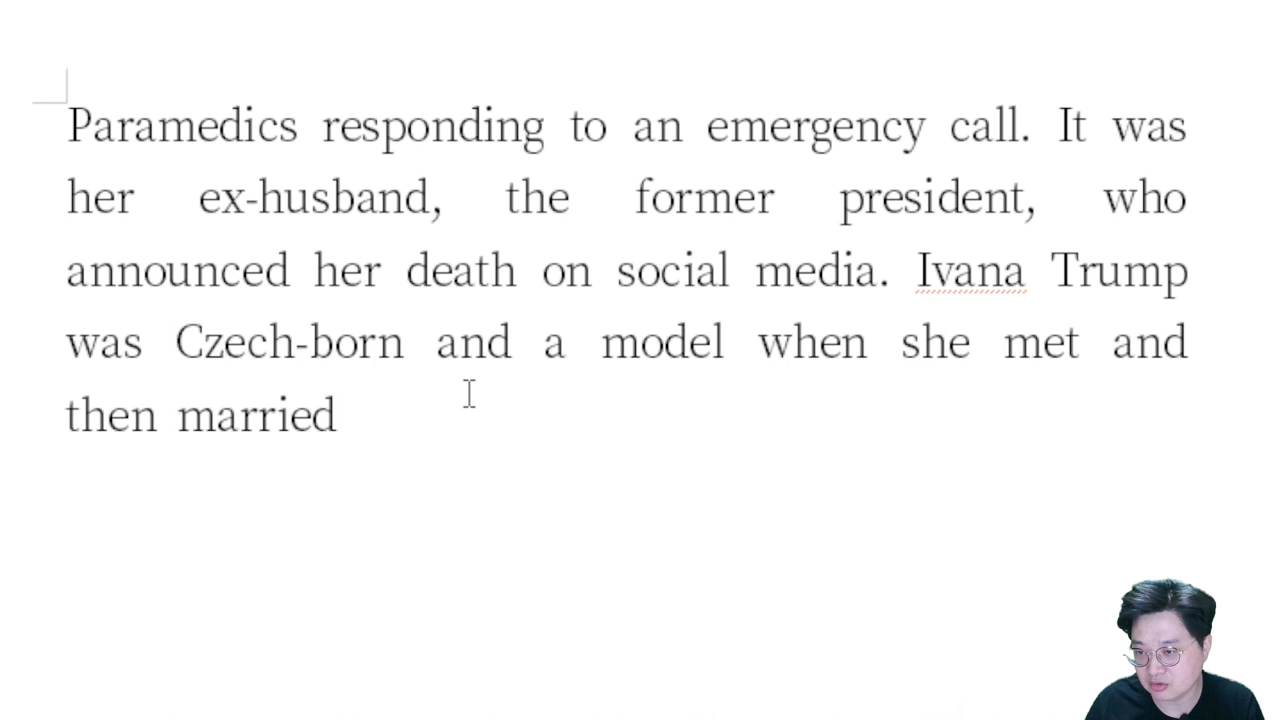 Paramedics responding to an emergency call. It was
her ex-husband, the former president, who
announced her death on social media. Ivana Trump
was Czech-born and a model when she met and
then married